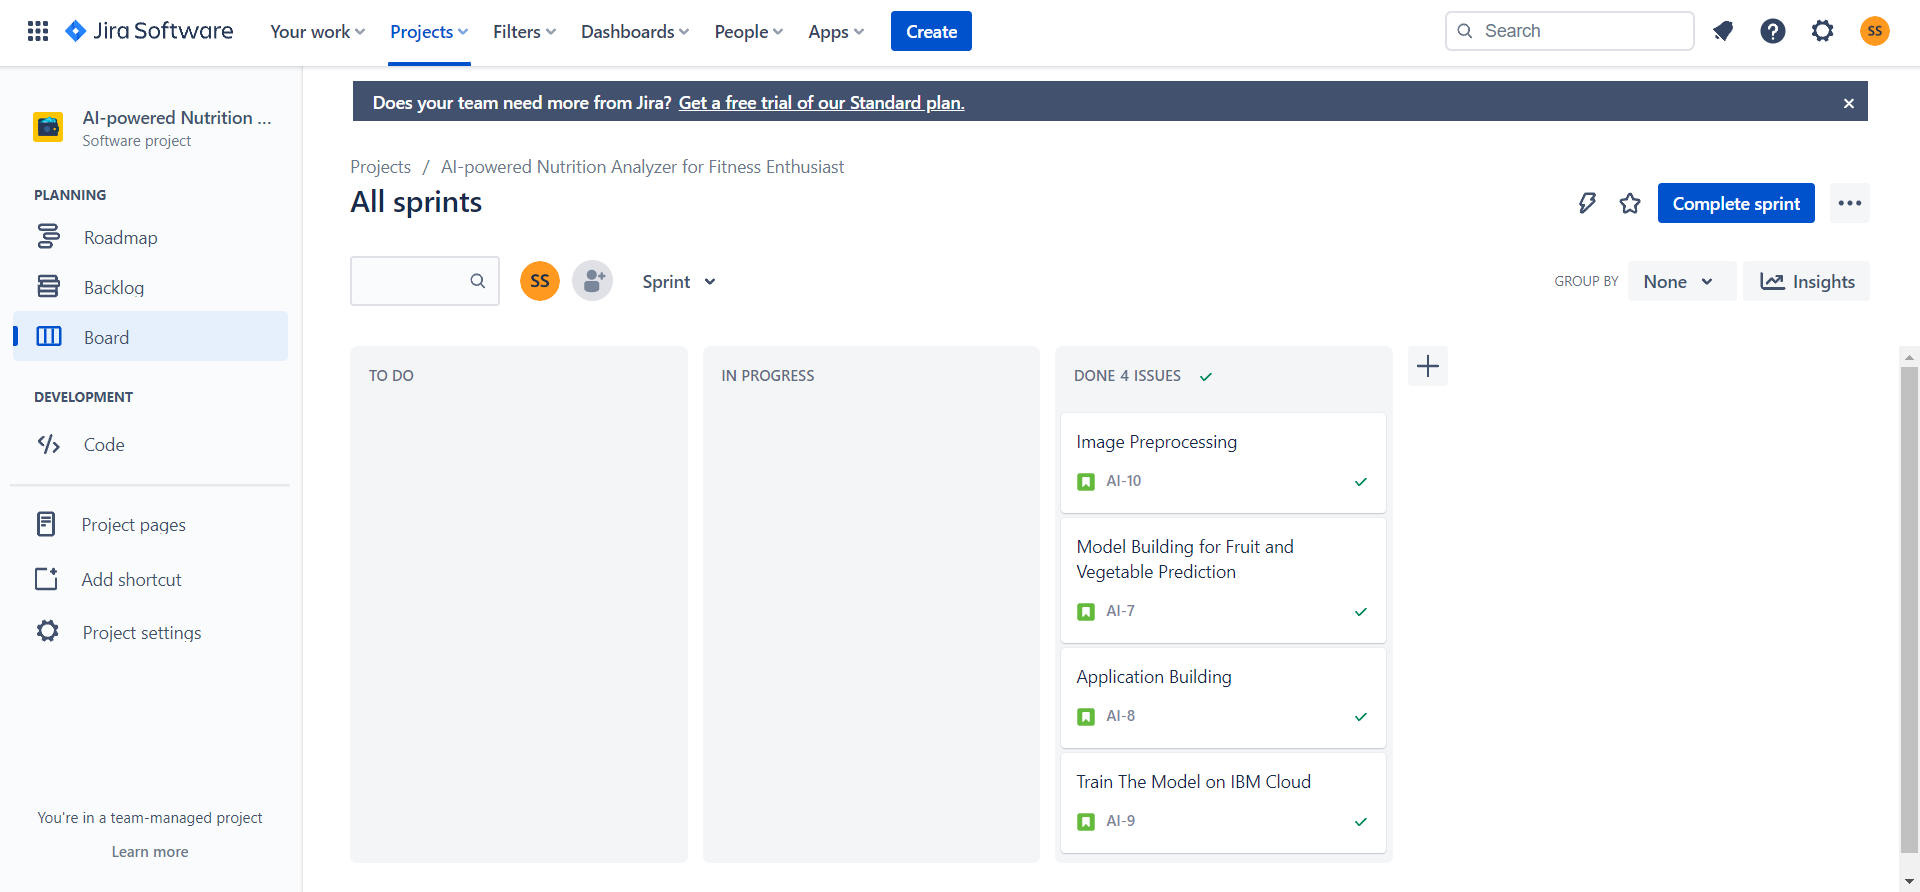 Jira Software
Your work
Projects
Filters
Dashboards
People
Apps
Create
Search
SS
AI-powered Nutrition ...
Software project
PLANNING
Roadmap
Backlog
Board
DEVELOPMENT
Code
Project pages
Add shortcut
Project settings
You're in a team-managed project
Learn more
Does your team need more from Jira? Get a free trial of our Standard plan.
Projects / AI-powered Nutrition Analyzer for Fitness Enthusiast
All sprints
Complete sprint
SS
Sprint
GROUP BY
None
Insights
TO DO
IN PROGRESS
DONE 4 ISSUES
Image Preprocessing
AI-10
Model Building for Fruit and
Vegetable Prediction
AI-7
Application Building
AI-8
Train The Model on IBM Cloud
AI-9